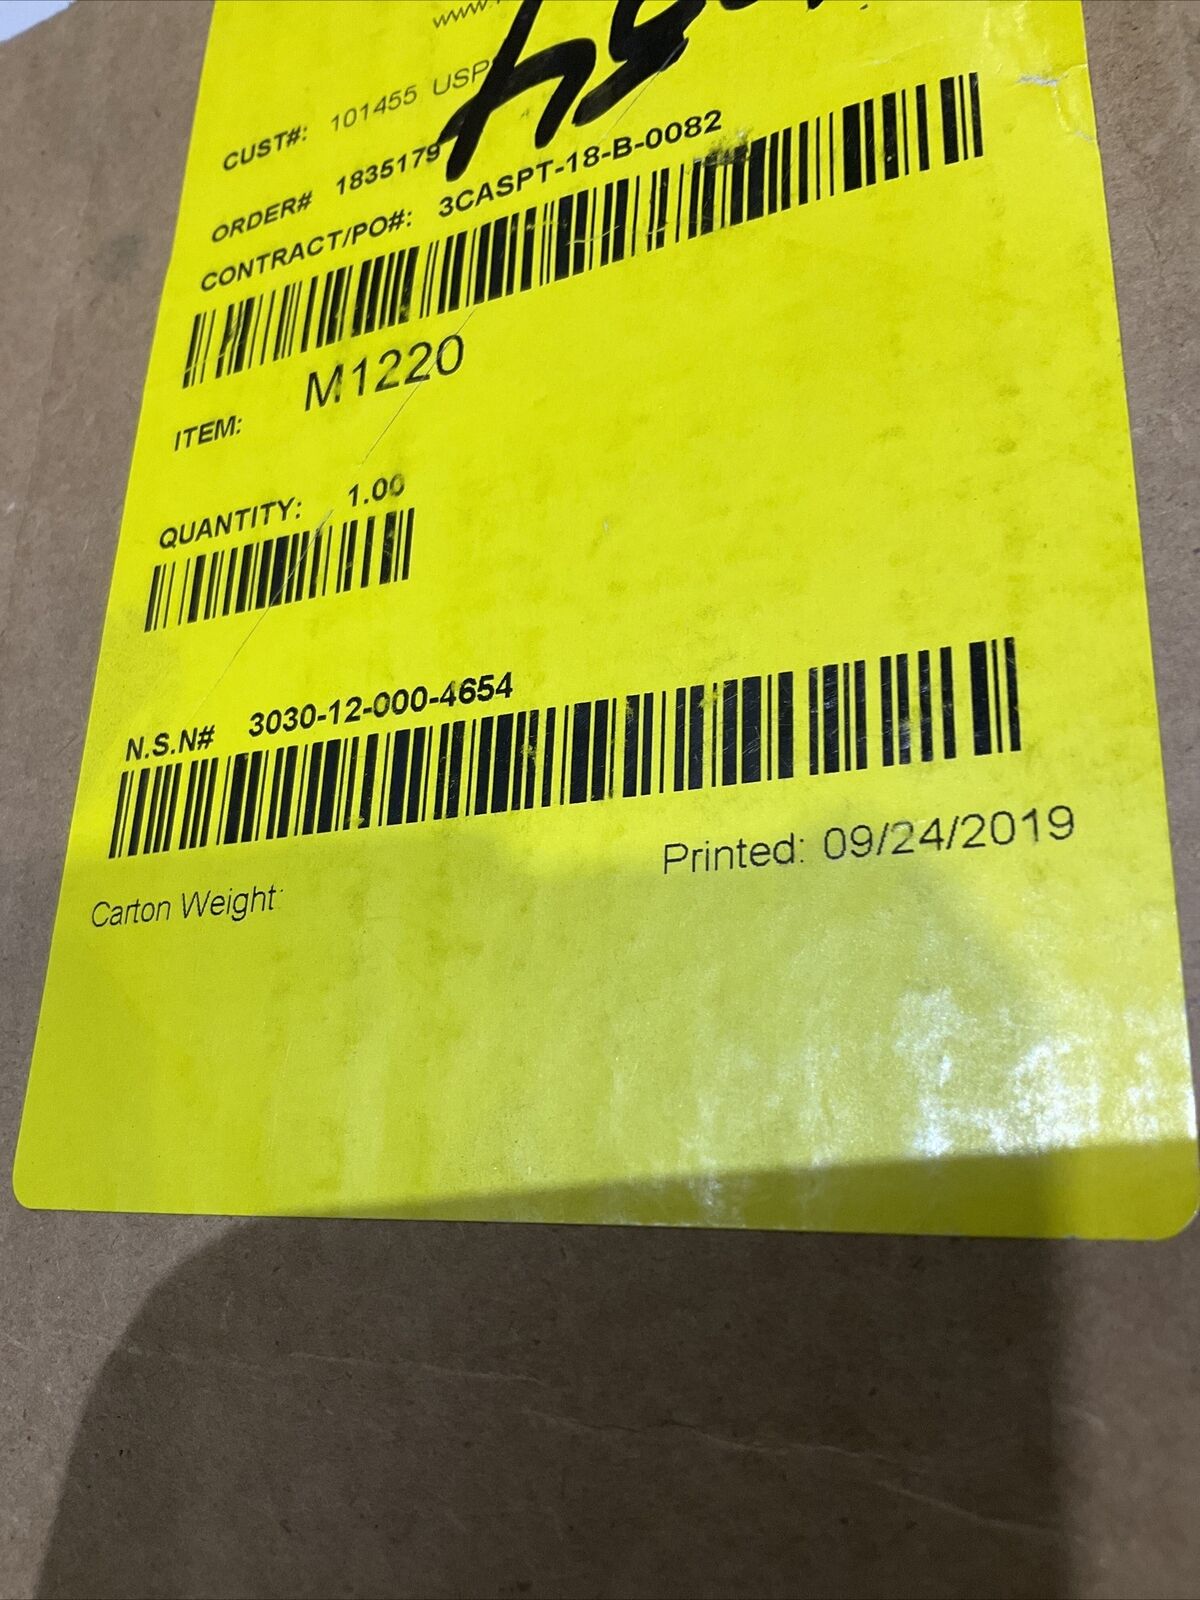 www.
CUST#: 101455
ORDER# 1835179
CONTRACT/PO#: 3CASPT-18-B-0082
M1220
ITEM:
QUANTITY: 1.00
N.S.N# 3030-12-000-4654
Printed: 09/24/2019
Carton Weight: